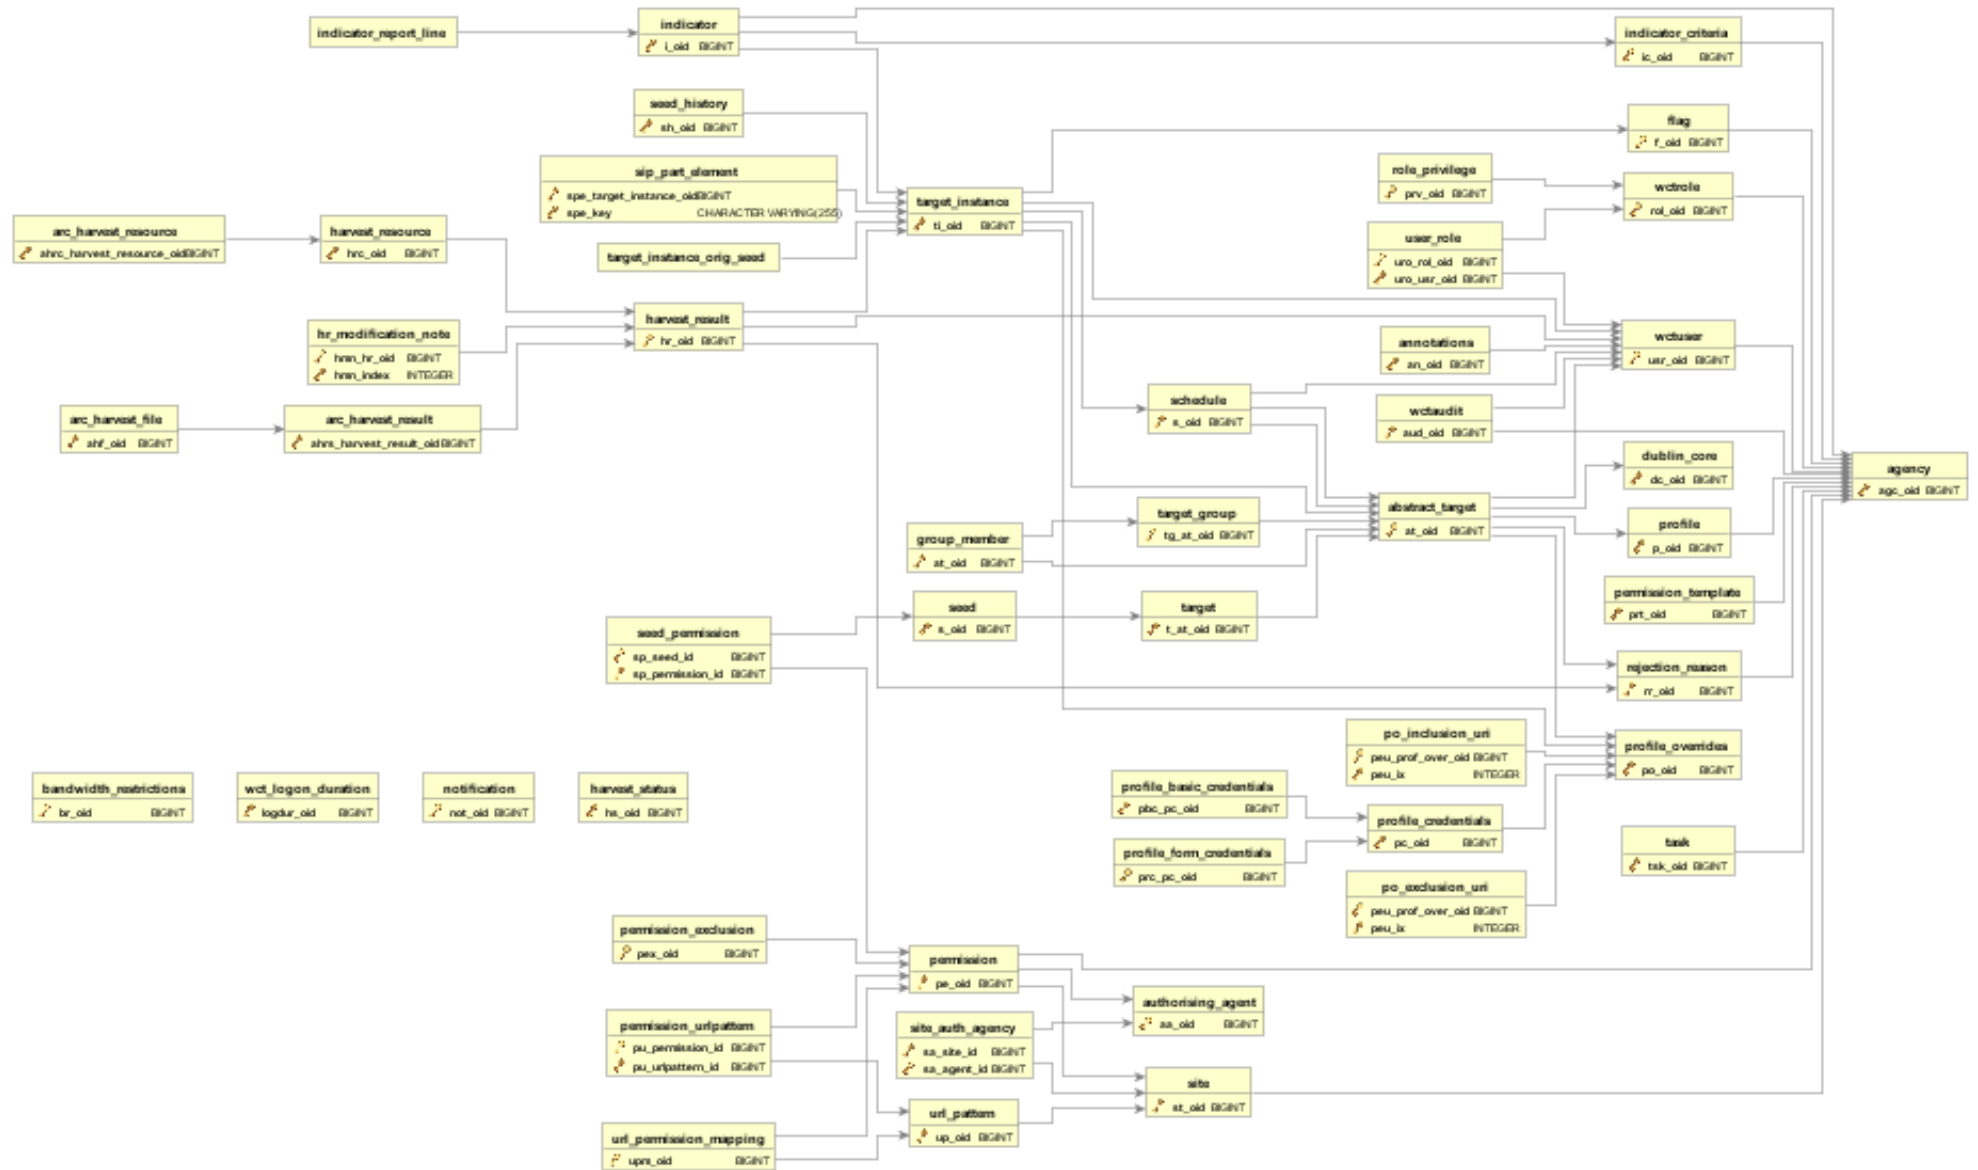 indicator_report_line
indicator
i_oid BIGINT
indicator_criteria
ic_oid BIGINT
seed_history
sh_oid BIGINT
flag
f_oid BIGINT
sip_part_element
spe_target_instance_oid BIGINT
spe_key CHARACTER VARYING(255)
role_privilege
prv_oid BIGINT
wctrole
rol_oid BIGINT
target_instance
ti_oid BIGINT
arc_harvest_resource
ahrc_harvest_resource_oid BIGINT
harvest_resource
hrc_oid BIGINT
target_instance_orig_seed
user_role
uro_rol_oid BIGINT
uro_usr_oid BIGINT
harvest_result
hr_oid BIGINT
hr_modification_note
hmn_hr_oid BIGINT
hmn_index INTEGER
annotations
an_oid BIGINT
wctuser
usr_oid BIGINT
schedule
s_oid BIGINT
wctaudit
aud_oid BIGINT
arc_harvest_file
ahf_oid BIGINT
arc_harvest_result
ahrs_harvest_result_oid BIGINT
dublin_core
dc_oid BIGINT
agency
agc_oid BIGINT
target_group
tg_at_oid BIGINT
abstract_target
at_oid BIGINT
profile
p_oid BIGINT
group_member
at_oid BIGINT
permission_template
prt_oid BIGINT
seed
s_oid BIGINT
target
t_at_oid BIGINT
seed_permission
sp_seed_id BIGINT
sp_permission_id BIGINT
rejection_reason
rr_oid BIGINT
po_inclusion_uri
peu_prof_over_oid BIGINT
peu_ix INTEGER
profile_overrides
po_oid BIGINT
bandwidth_restrictions
br_oid BIGINT
wct_logon_duration
logdur_oid BIGINT
notification
not_oid BIGINT
harvest_status
hs_oid BIGINT
profile_basic_credentials
pbc_pc_oid BIGINT
profile_credentials
pc_oid BIGINT
task
tsk_oid BIGINT
profile_form_credentials
prc_pc_oid BIGINT
po_exclusion_uri
peu_prof_over_oid BIGINT
peu_ix INTEGER
permission_exclusion
pex_oid BIGINT
permission
pe_oid BIGINT
authorising_agent
aa_oid BIGINT
permission_urlpattern
pu_permission_id BIGINT
pu_urlpattern_id BIGINT
site_auth_agency
sa_site_id BIGINT
sa_agent_id BIGINT
site
st_oid BIGINT
url_pattern
up_oid BIGINT
url_permission_mapping
upm_oid BIGINT